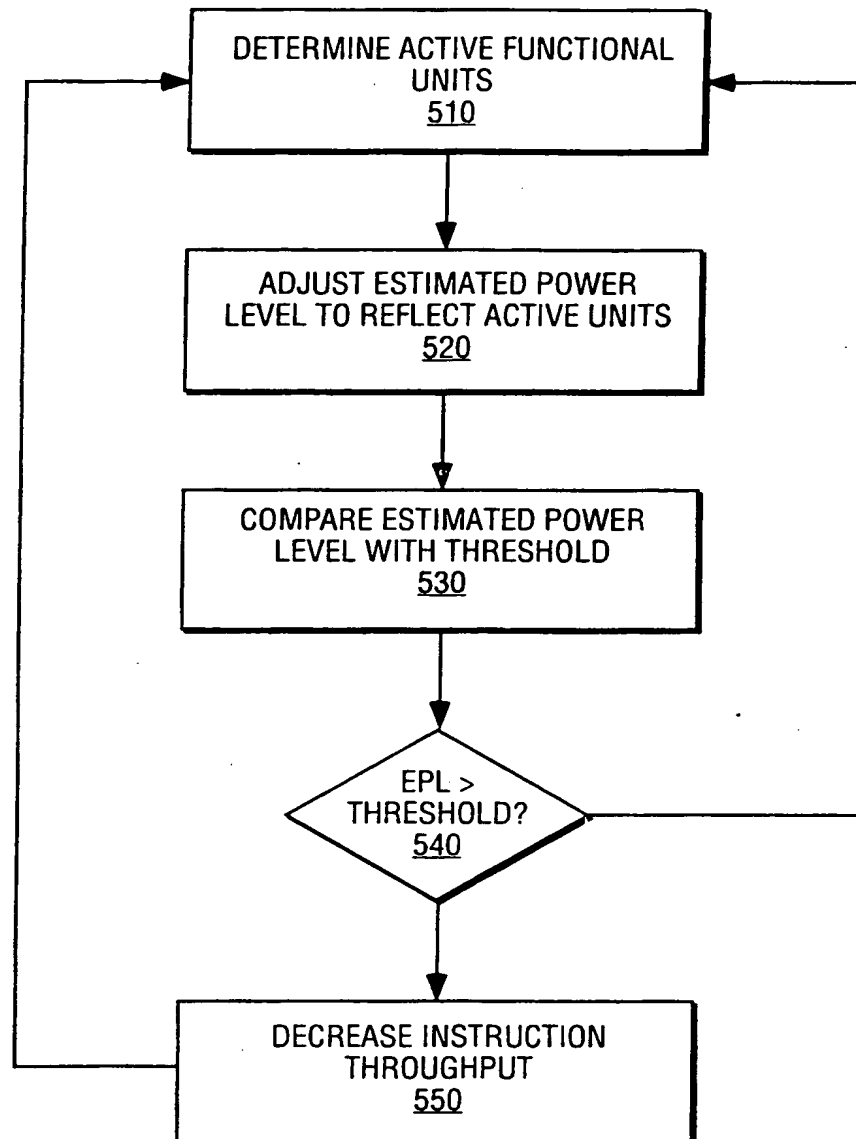 DETERMINE ACTIVE FUNCTIONAL
UNITS
510
ADJUST ESTIMATED POWER
LEVEL TO REFLECT ACTIVE UNITS
520
COMPARE ESTIMATED POWER
LEVEL WITH THRESHOLD
530
EPL >
THRESHOLD?
540
DECREASE INSTRUCTION
THROUGHPUT
550